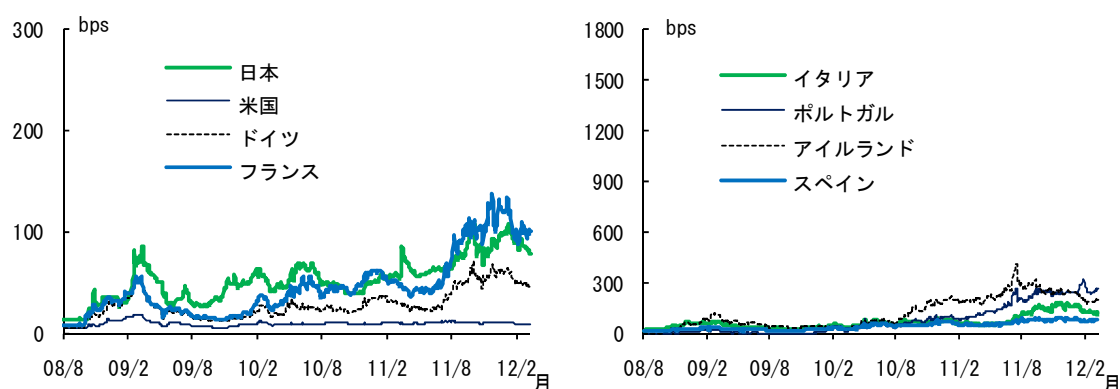 bps
300
200
100
0
日本
米国
ドイツ
フランス
08/8 09/2 09/8 10/2 10/8 11/2 11/8 12/2
月
bps
1800
1500
1200
900
600
300
0
イタリア
ポルトガル
アイルランド
スペイン
08/8 09/2 09/8 10/2 10/8 11/2 11/8 12/2
月